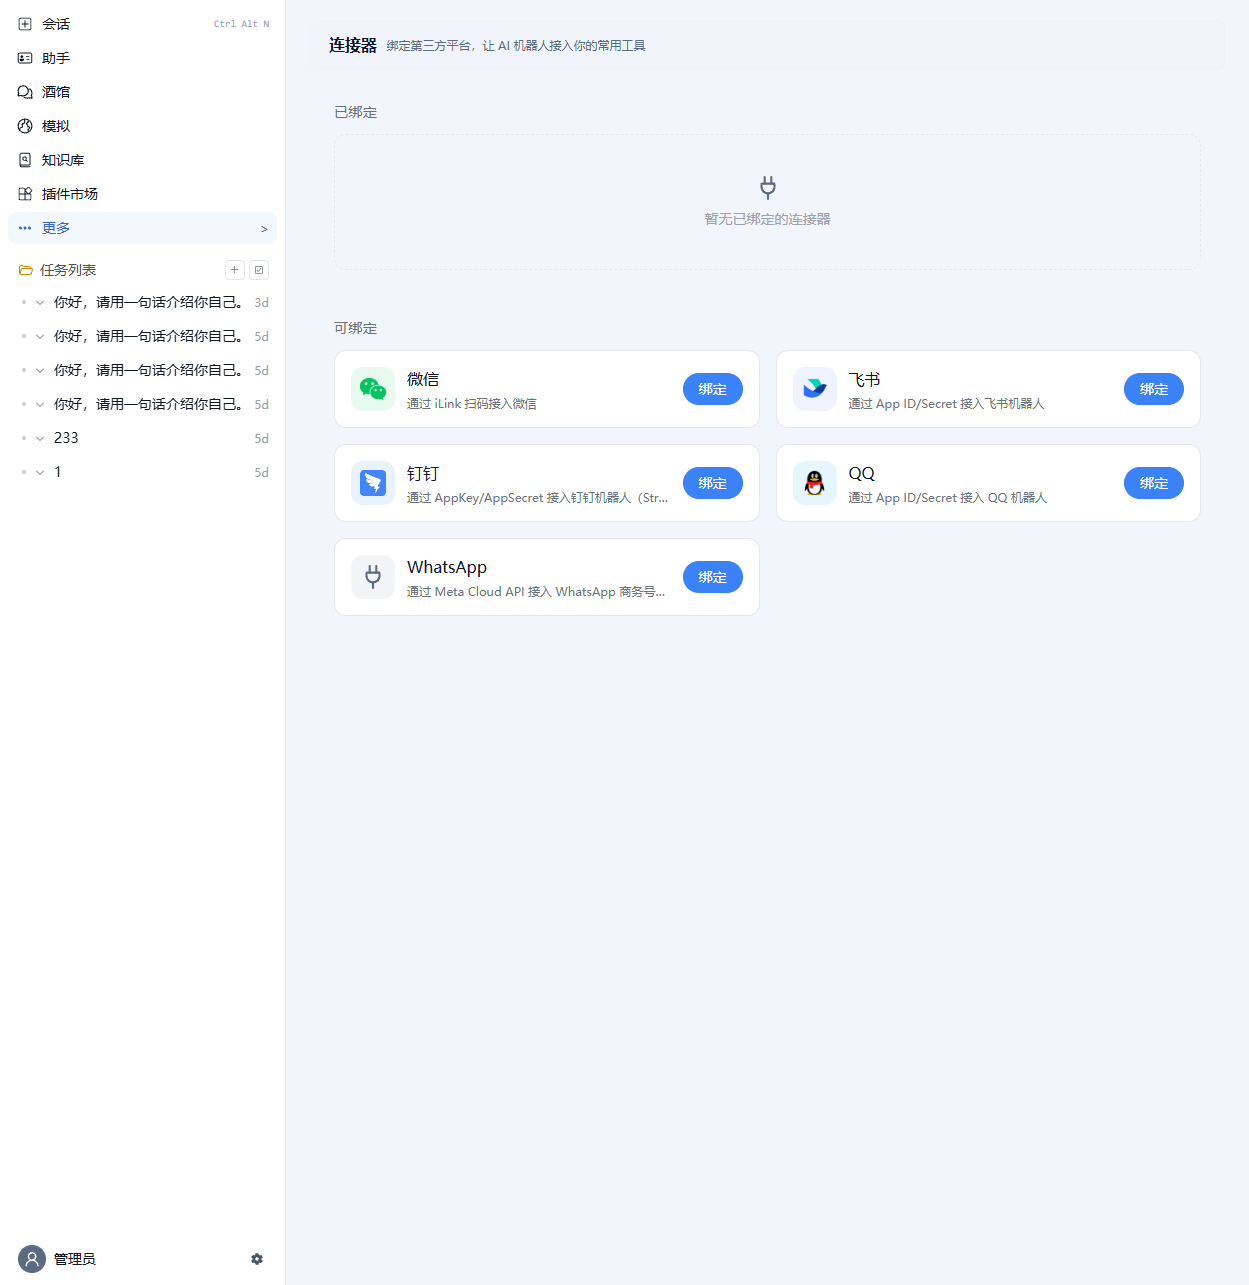 会话 Ctrl Alt N
助手
酒馆
模拟
知识库
插件市场
更多 >
任务列表
你好，请用一句话介绍你自己。 3d
你好，请用一句话介绍你自己。 5d
你好，请用一句话介绍你自己。 5d
你好，请用一句话介绍你自己。 5d
233 5d
1 5d
管理员
连接器 绑定第三方平台，让 AI 机器人接入你的常用工具
已绑定
暂无已绑定的连接器
可绑定
微信
通过 iLink 扫码接入微信
绑定
飞书
通过 App ID/Secret 接入飞书机器人
绑定
钉钉
通过 AppKey/AppSecret 接入钉钉机器人（Str...
绑定
QQ
通过 App ID/Secret 接入 QQ 机器人
绑定
WhatsApp
通过 Meta Cloud API 接入 WhatsApp 商务号...
绑定